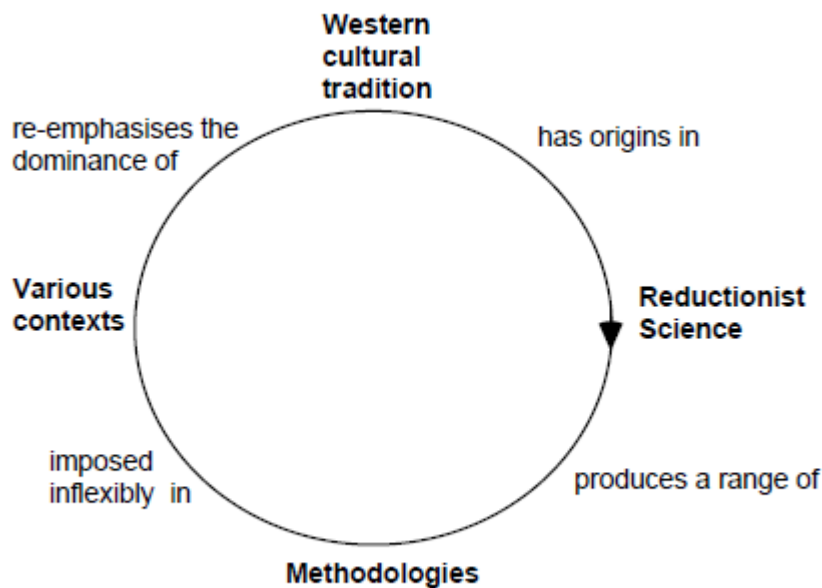 Western
cultural
tradition
has origins in
Reductionist
Science
produces a range of
Methodologies
imposed
inflexibly in
Various
contexts
re-emphasises the
dominance of